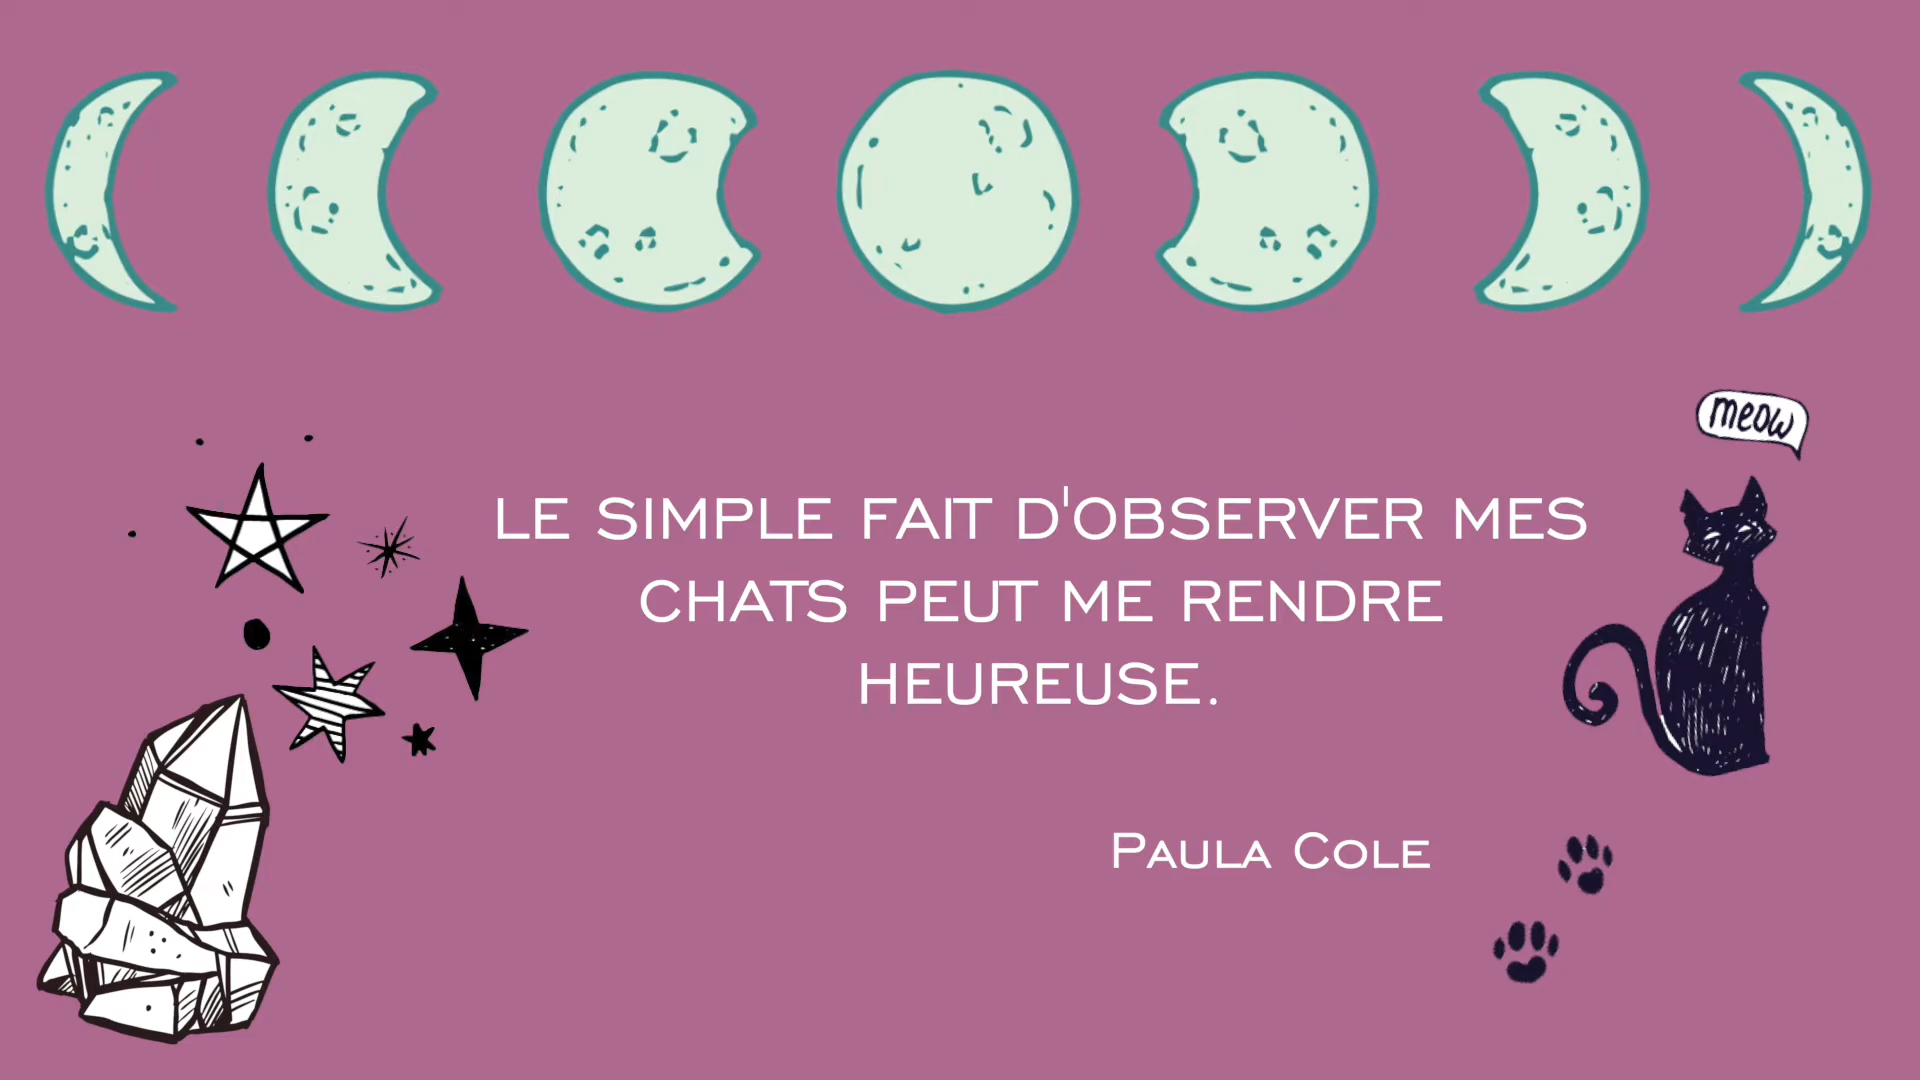 meow
LE SIMPLE FAIT D'OBSERVER MES
CHATS PEUT ME RENDRE
HEUREUSE.
Paula Cole